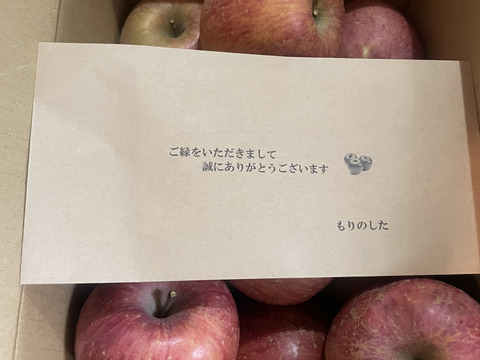 ご縁をいただきまして
誠にありがとうございます
もりのした